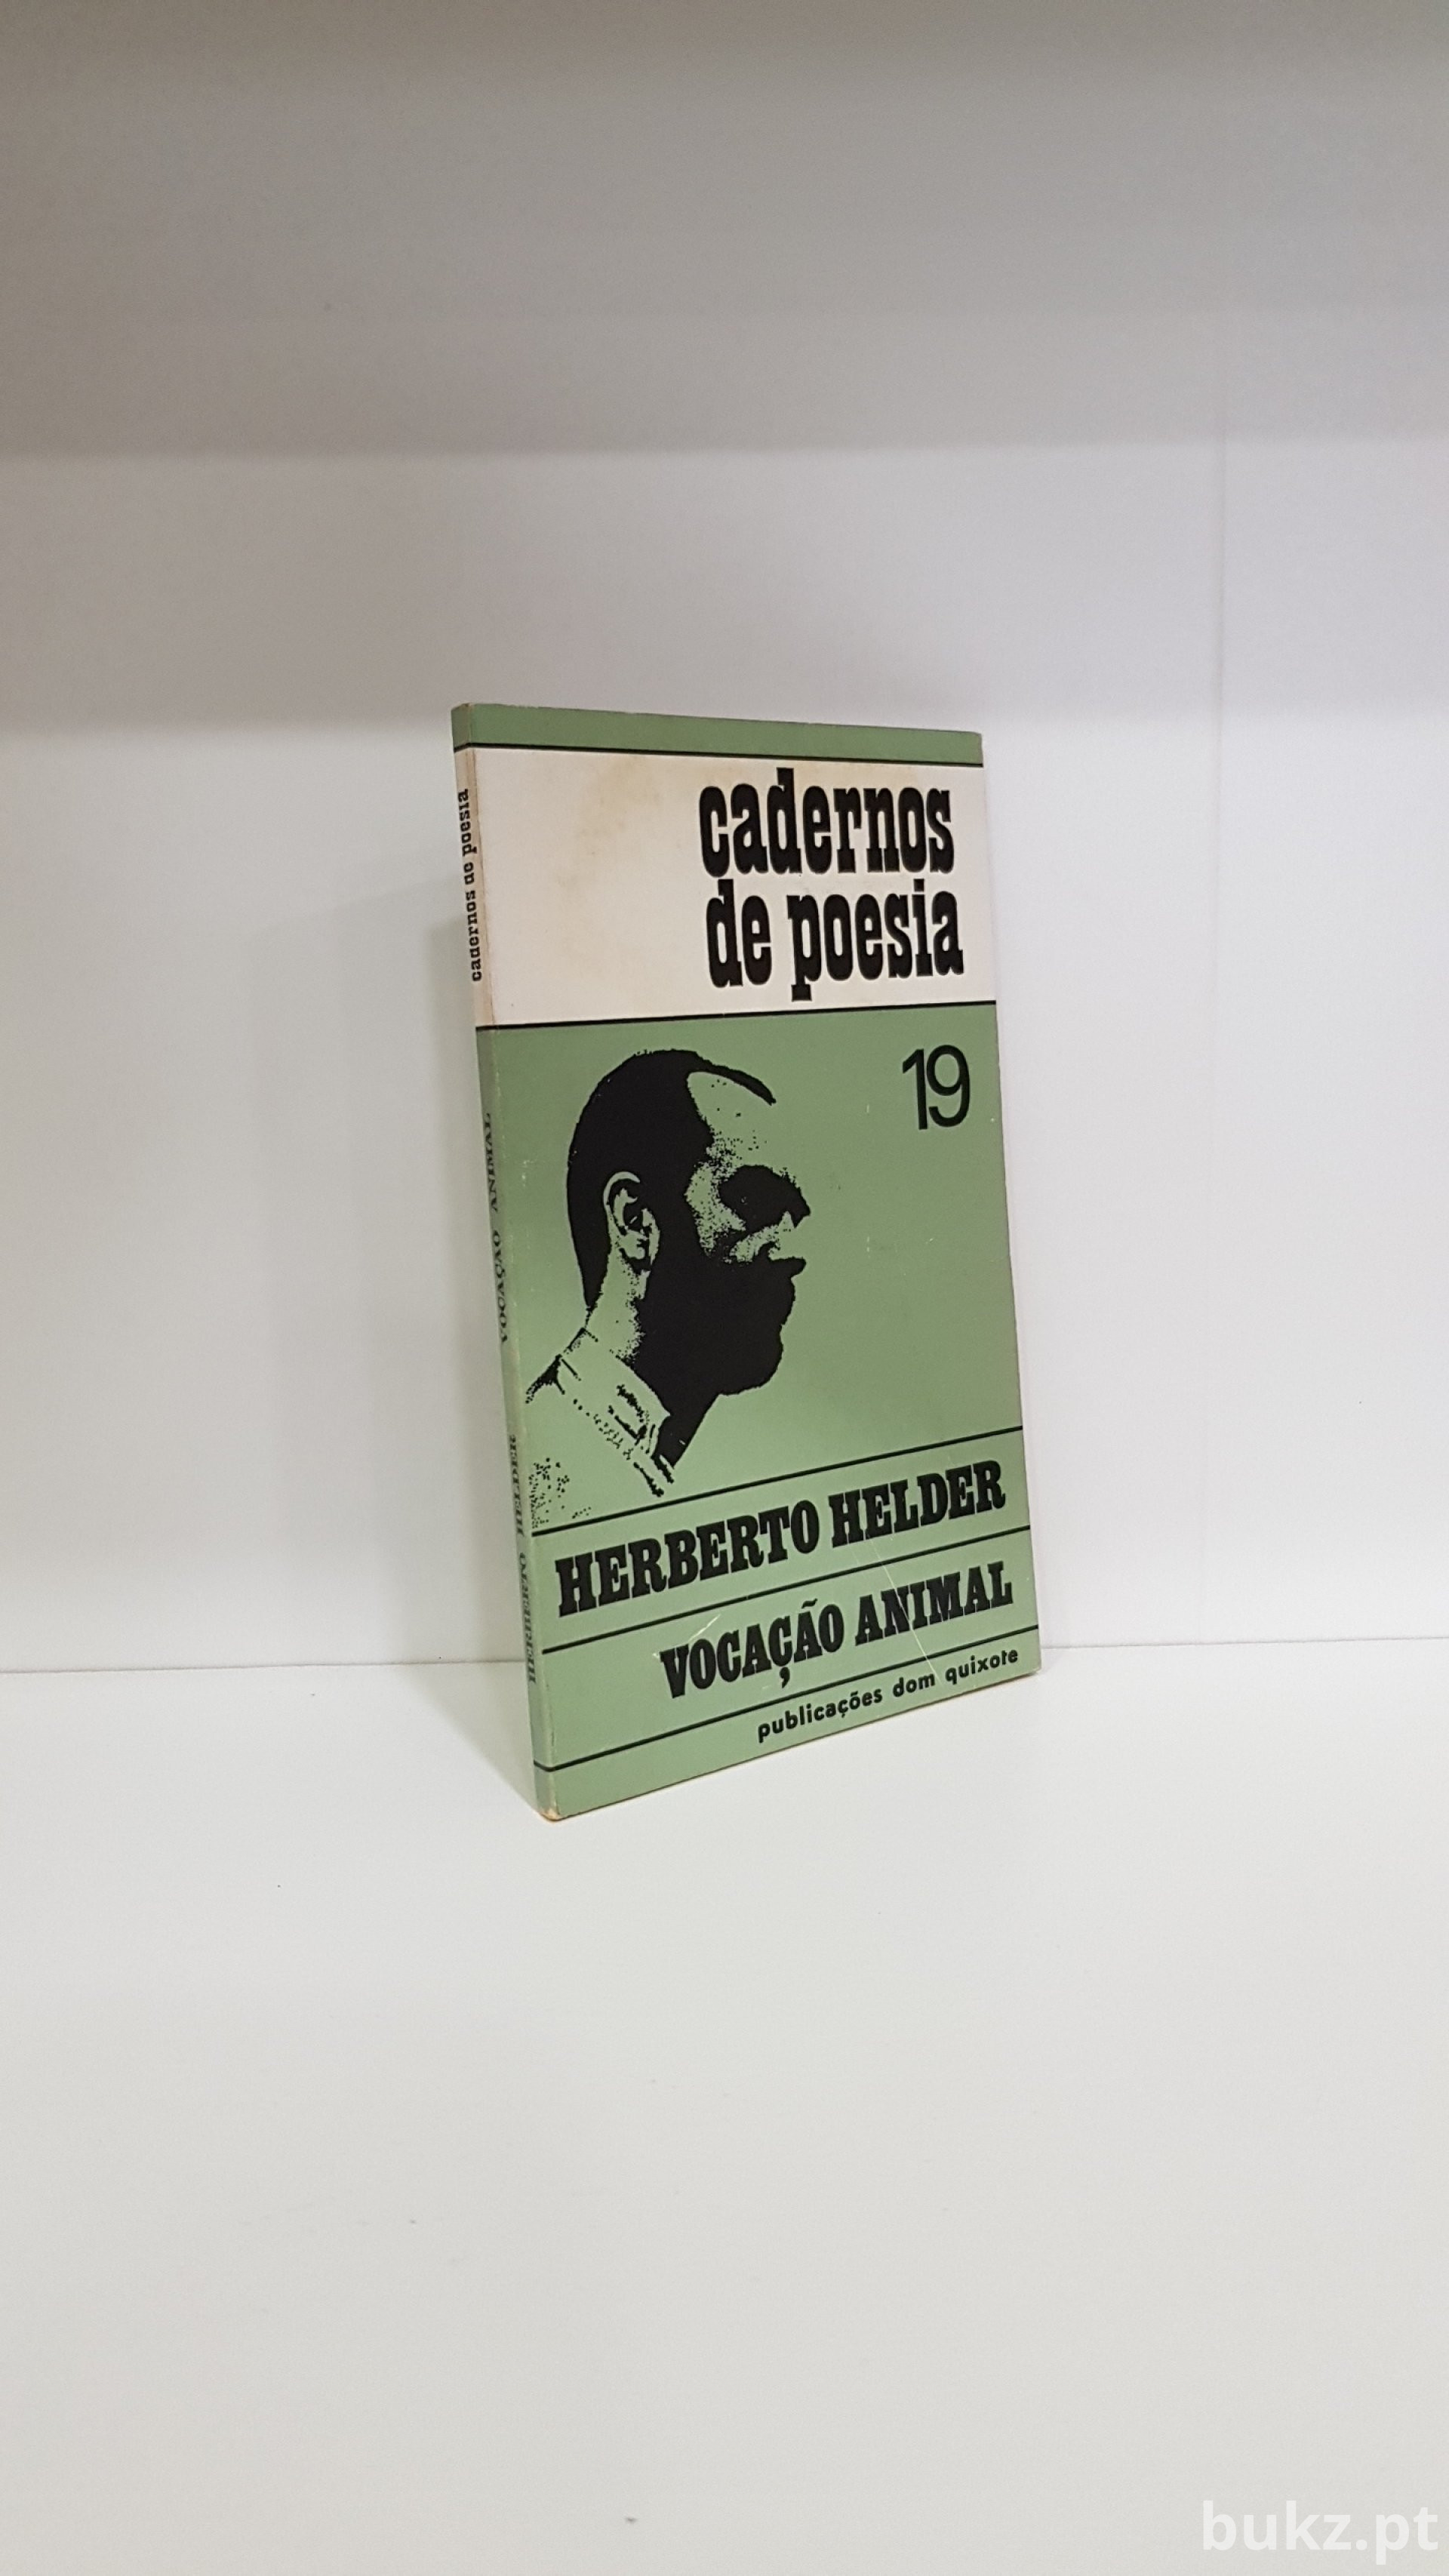 cadernos
de poesia
19
HERBERTO HELDER
VOCAÇÃO ANIMAL
publicações dom quixote
cadernos de poesia
VOCAÇÃO ANIMAL
HERBERTO HELDER
bukz.pt